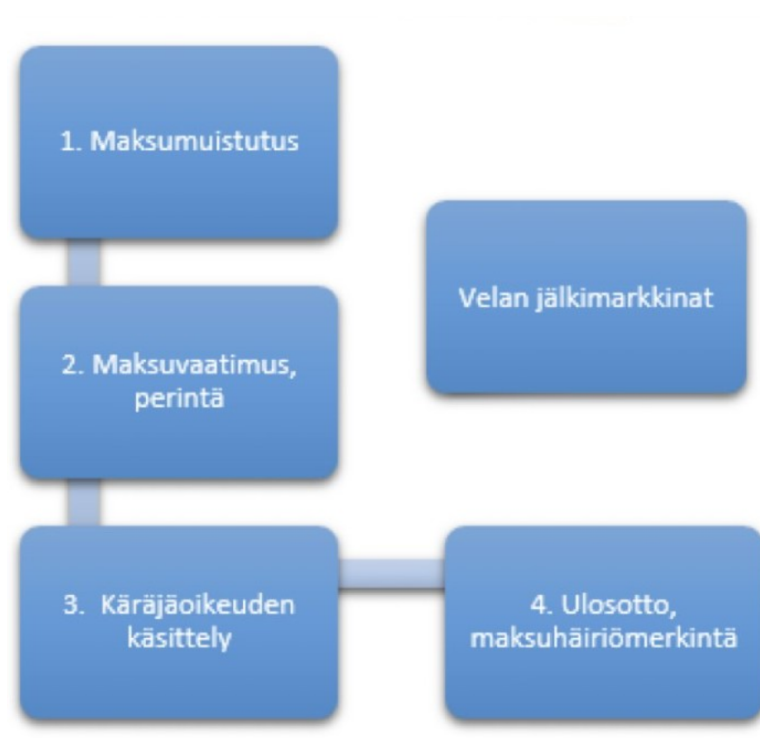 1. Maksumuistutus
Velan jälkimarkkinat
2. Maksuvaatimus,
perintä
3. Käräjäoikeuden
käsittely
4. Ulosotto,
maksuhäiriömerkintä